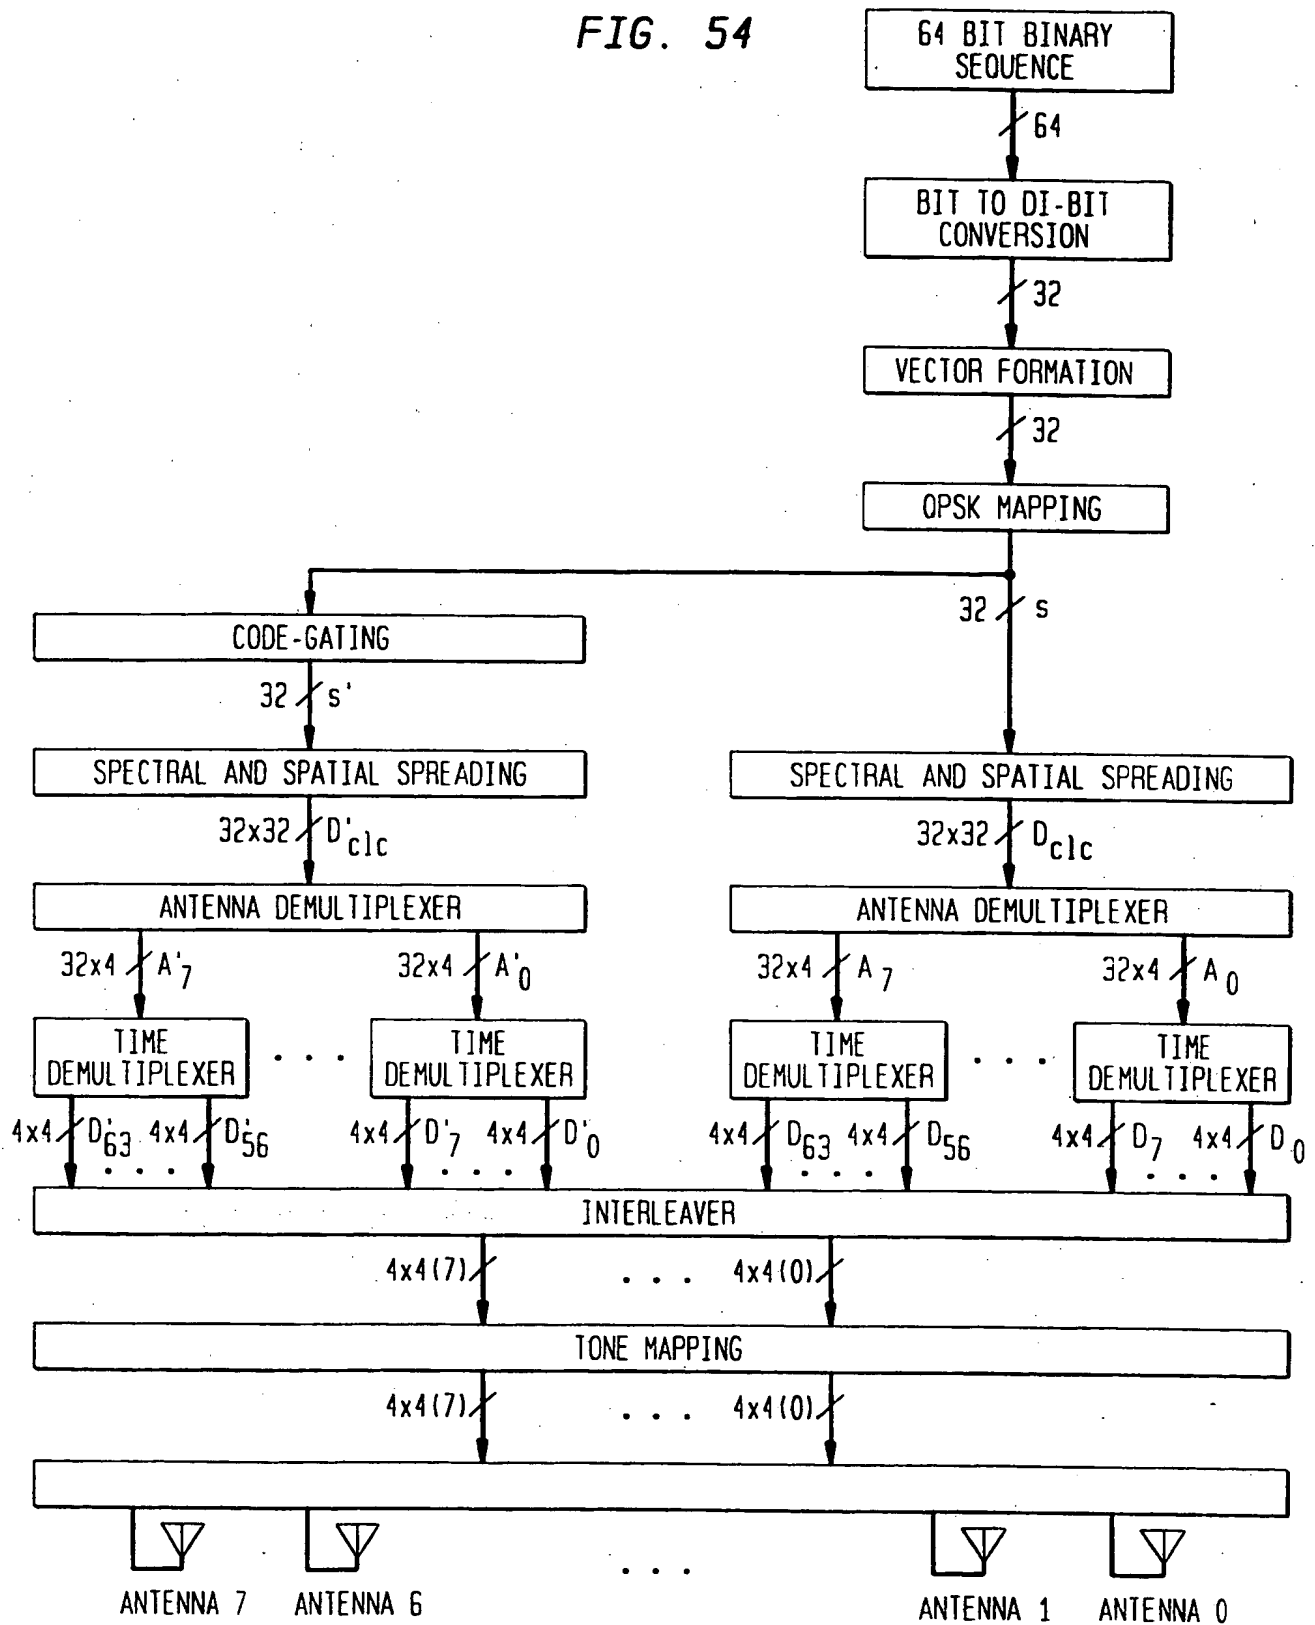 FIG. 54
64 BIT BINARY
SEQUENCE
64
BIT TO DI-BIT
CONVERSION
32
VECTOR FORMATION
32
QPSK MAPPING
32 s
CODE-GATING
32 s'
SPECTRAL AND SPATIAL SPREADING
SPECTRAL AND SPATIAL SPREADING
32x32 D'clc
32x32 Dclc
ANTENNA DEMULTIPLEXER
ANTENNA DEMULTIPLEXER
32x4 A'7
32x4 A'0
32x4 A7
32x4 A0
TIME
DEMULTIPLEXER
. . .
TIME
DEMULTIPLEXER
TIME
DEMULTIPLEXER
. . .
TIME
DEMULTIPLEXER
4x4 D'63
4x4 D'56
4x4 D'7
4x4 D'0
4x4 D63
4x4 D56
4x4 D7
4x4 D0
. . .
. . .
. . .
. . .
INTERLEAVER
4x4(7)
. . .
4x4(0)
TONE MAPPING
4x4(7)
. . .
4x4(0)
. . .
ANTENNA 7
ANTENNA 6
ANTENNA 1
ANTENNA 0